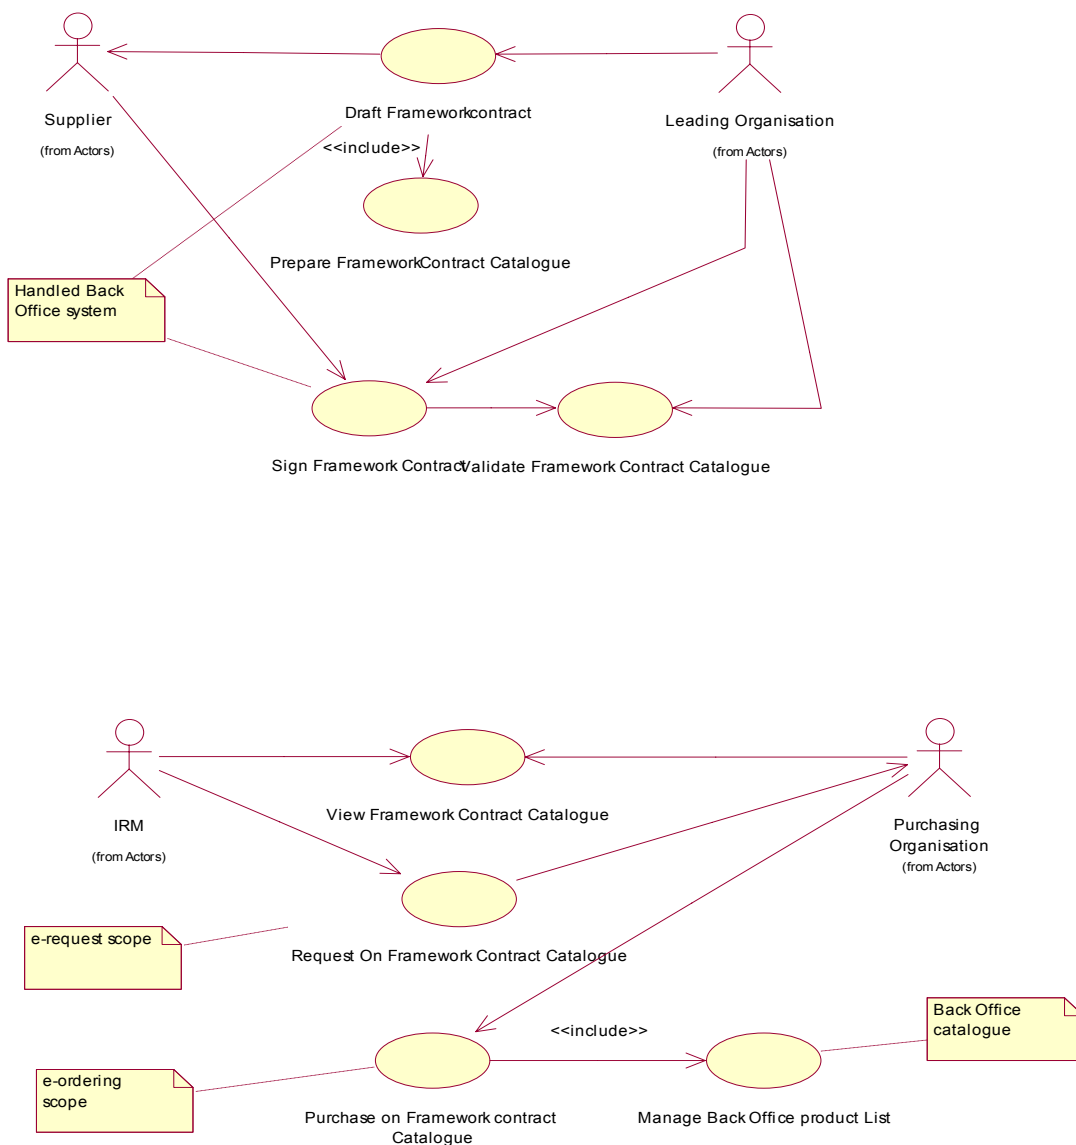 Supplier
(from Actors)
Draft Frameworkcontract
Leading Organisation
(from Actors)
<<include>>
Prepare FrameworkContract Catalogue
Handled Back
Office system
Sign Framework Contract
Validate Framework Contract Catalogue
IRM
(from Actors)
View Framework Contract Catalogue
Purchasing
Organisation
(from Actors)
e-request scope
Request On Framework Contract Catalogue
<<include>>
Back Office
catalogue
e-ordering
scope
Purchase on Framework contract
Catalogue
Manage Back Office product List